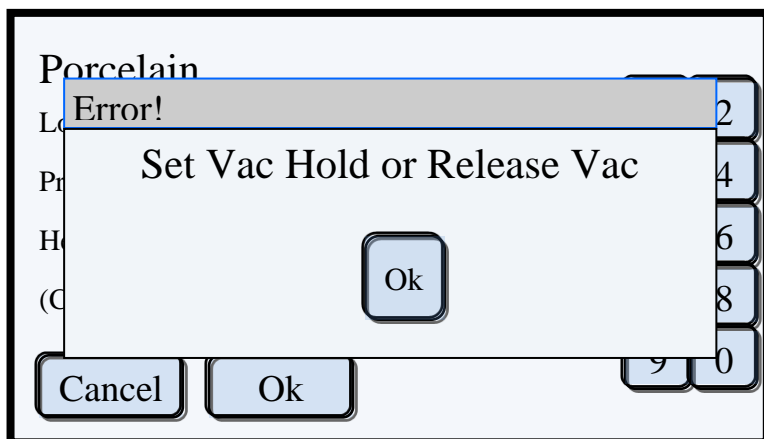 Porcelain
Error!
2
Set Vac Hold or Release Vac
4
6
Ok
(C
8
9 0
Cancel Ok